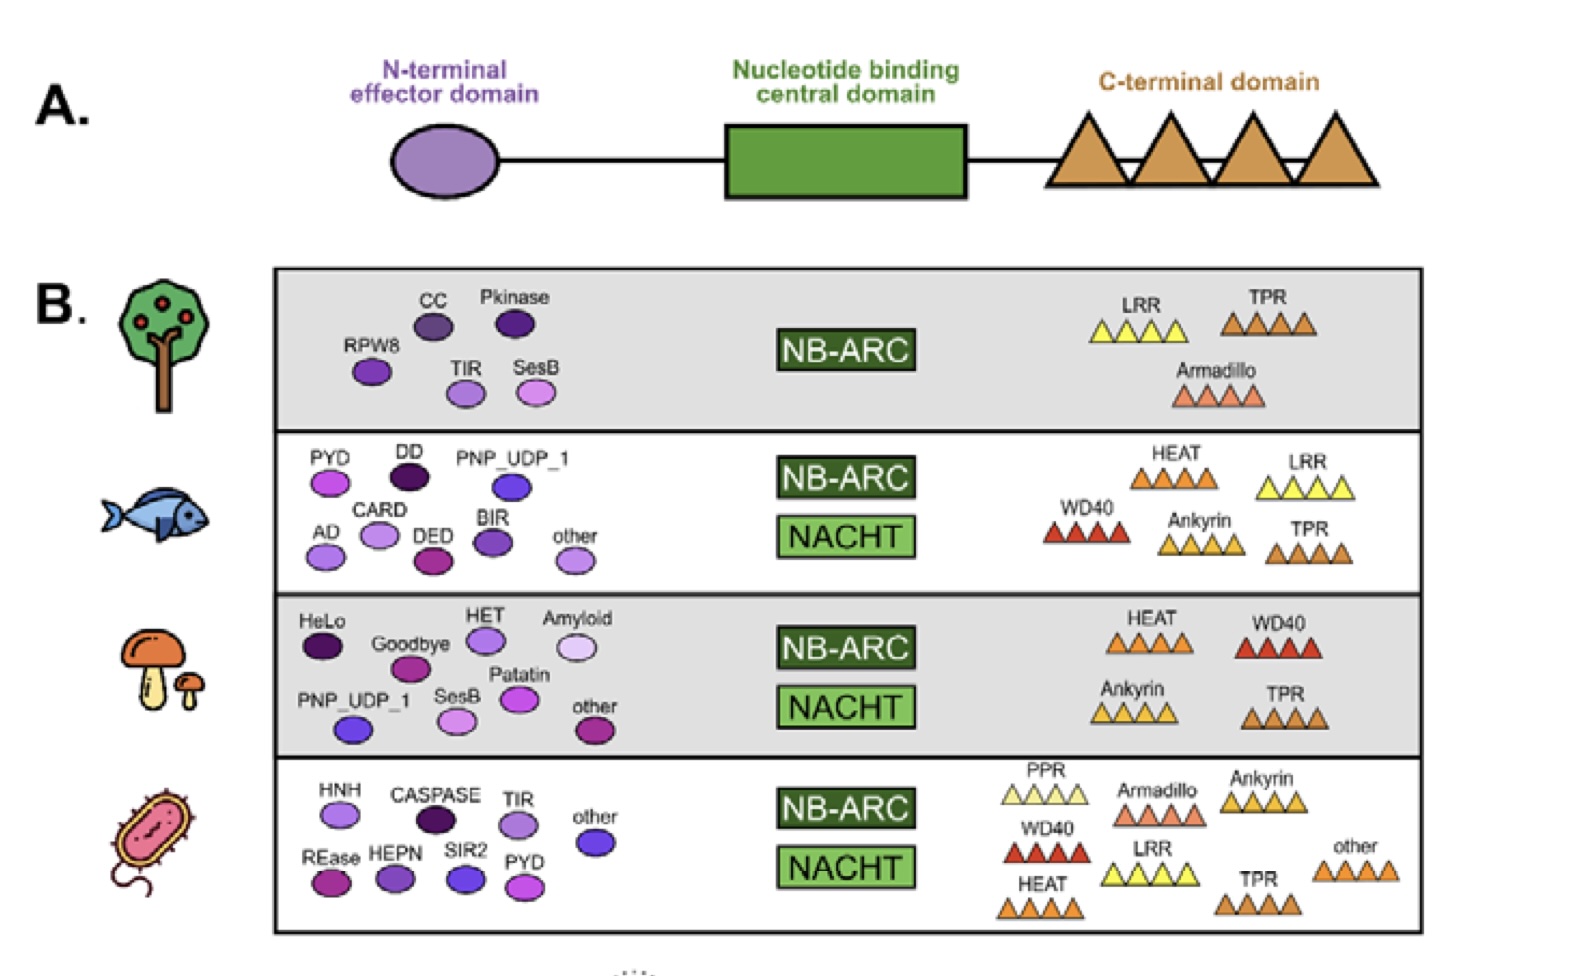 A.
N-terminal
effector domain
Nucleotide binding
central domain
C-terminal domain
B.
CC
Pkinase
RPW8
TIR
SesB
NB-ARC
LRR
TPR
Armadillo
PYD
DD
PNP_UDP_1
CARD
AD
DED
BIR
other
NB-ARC
NACHT
HEAT
LRR
WD40
Ankyrin
TPR
HeLo
Goodbye
HET
Amyloid
PNP_UDP_1
SesB
Patatin
other
NB-ARC
NACHT
HEAT
WD40
Ankyrin
TPR
HNH
CASPASE
TIR
other
REase
HEPN
SIR2
PYD
NB-ARC
NACHT
PPR
Armadillo
Ankyrin
WD40
LRR
other
HEAT
TPR